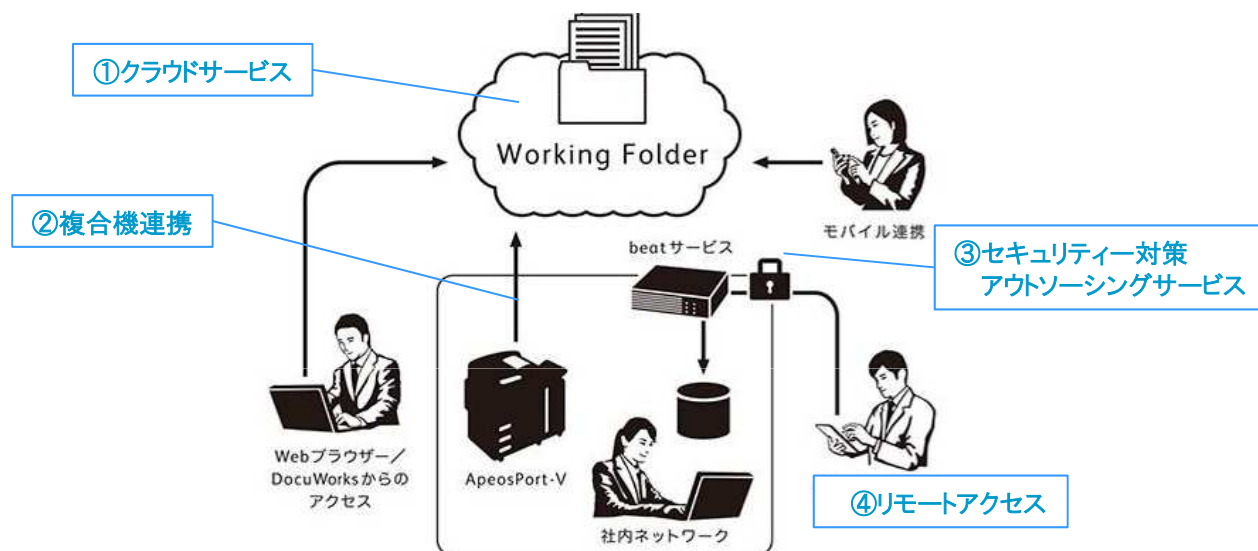 ①クラウドサービス
Working Folder
②複合機連携
モバイル連携
beatサービス
③セキュリティー対策
アウトソーシングサービス
Webブラウザー／
DocuWorksからの
アクセス
ApeosPort-V
社内ネットワーク
④リモートアクセス